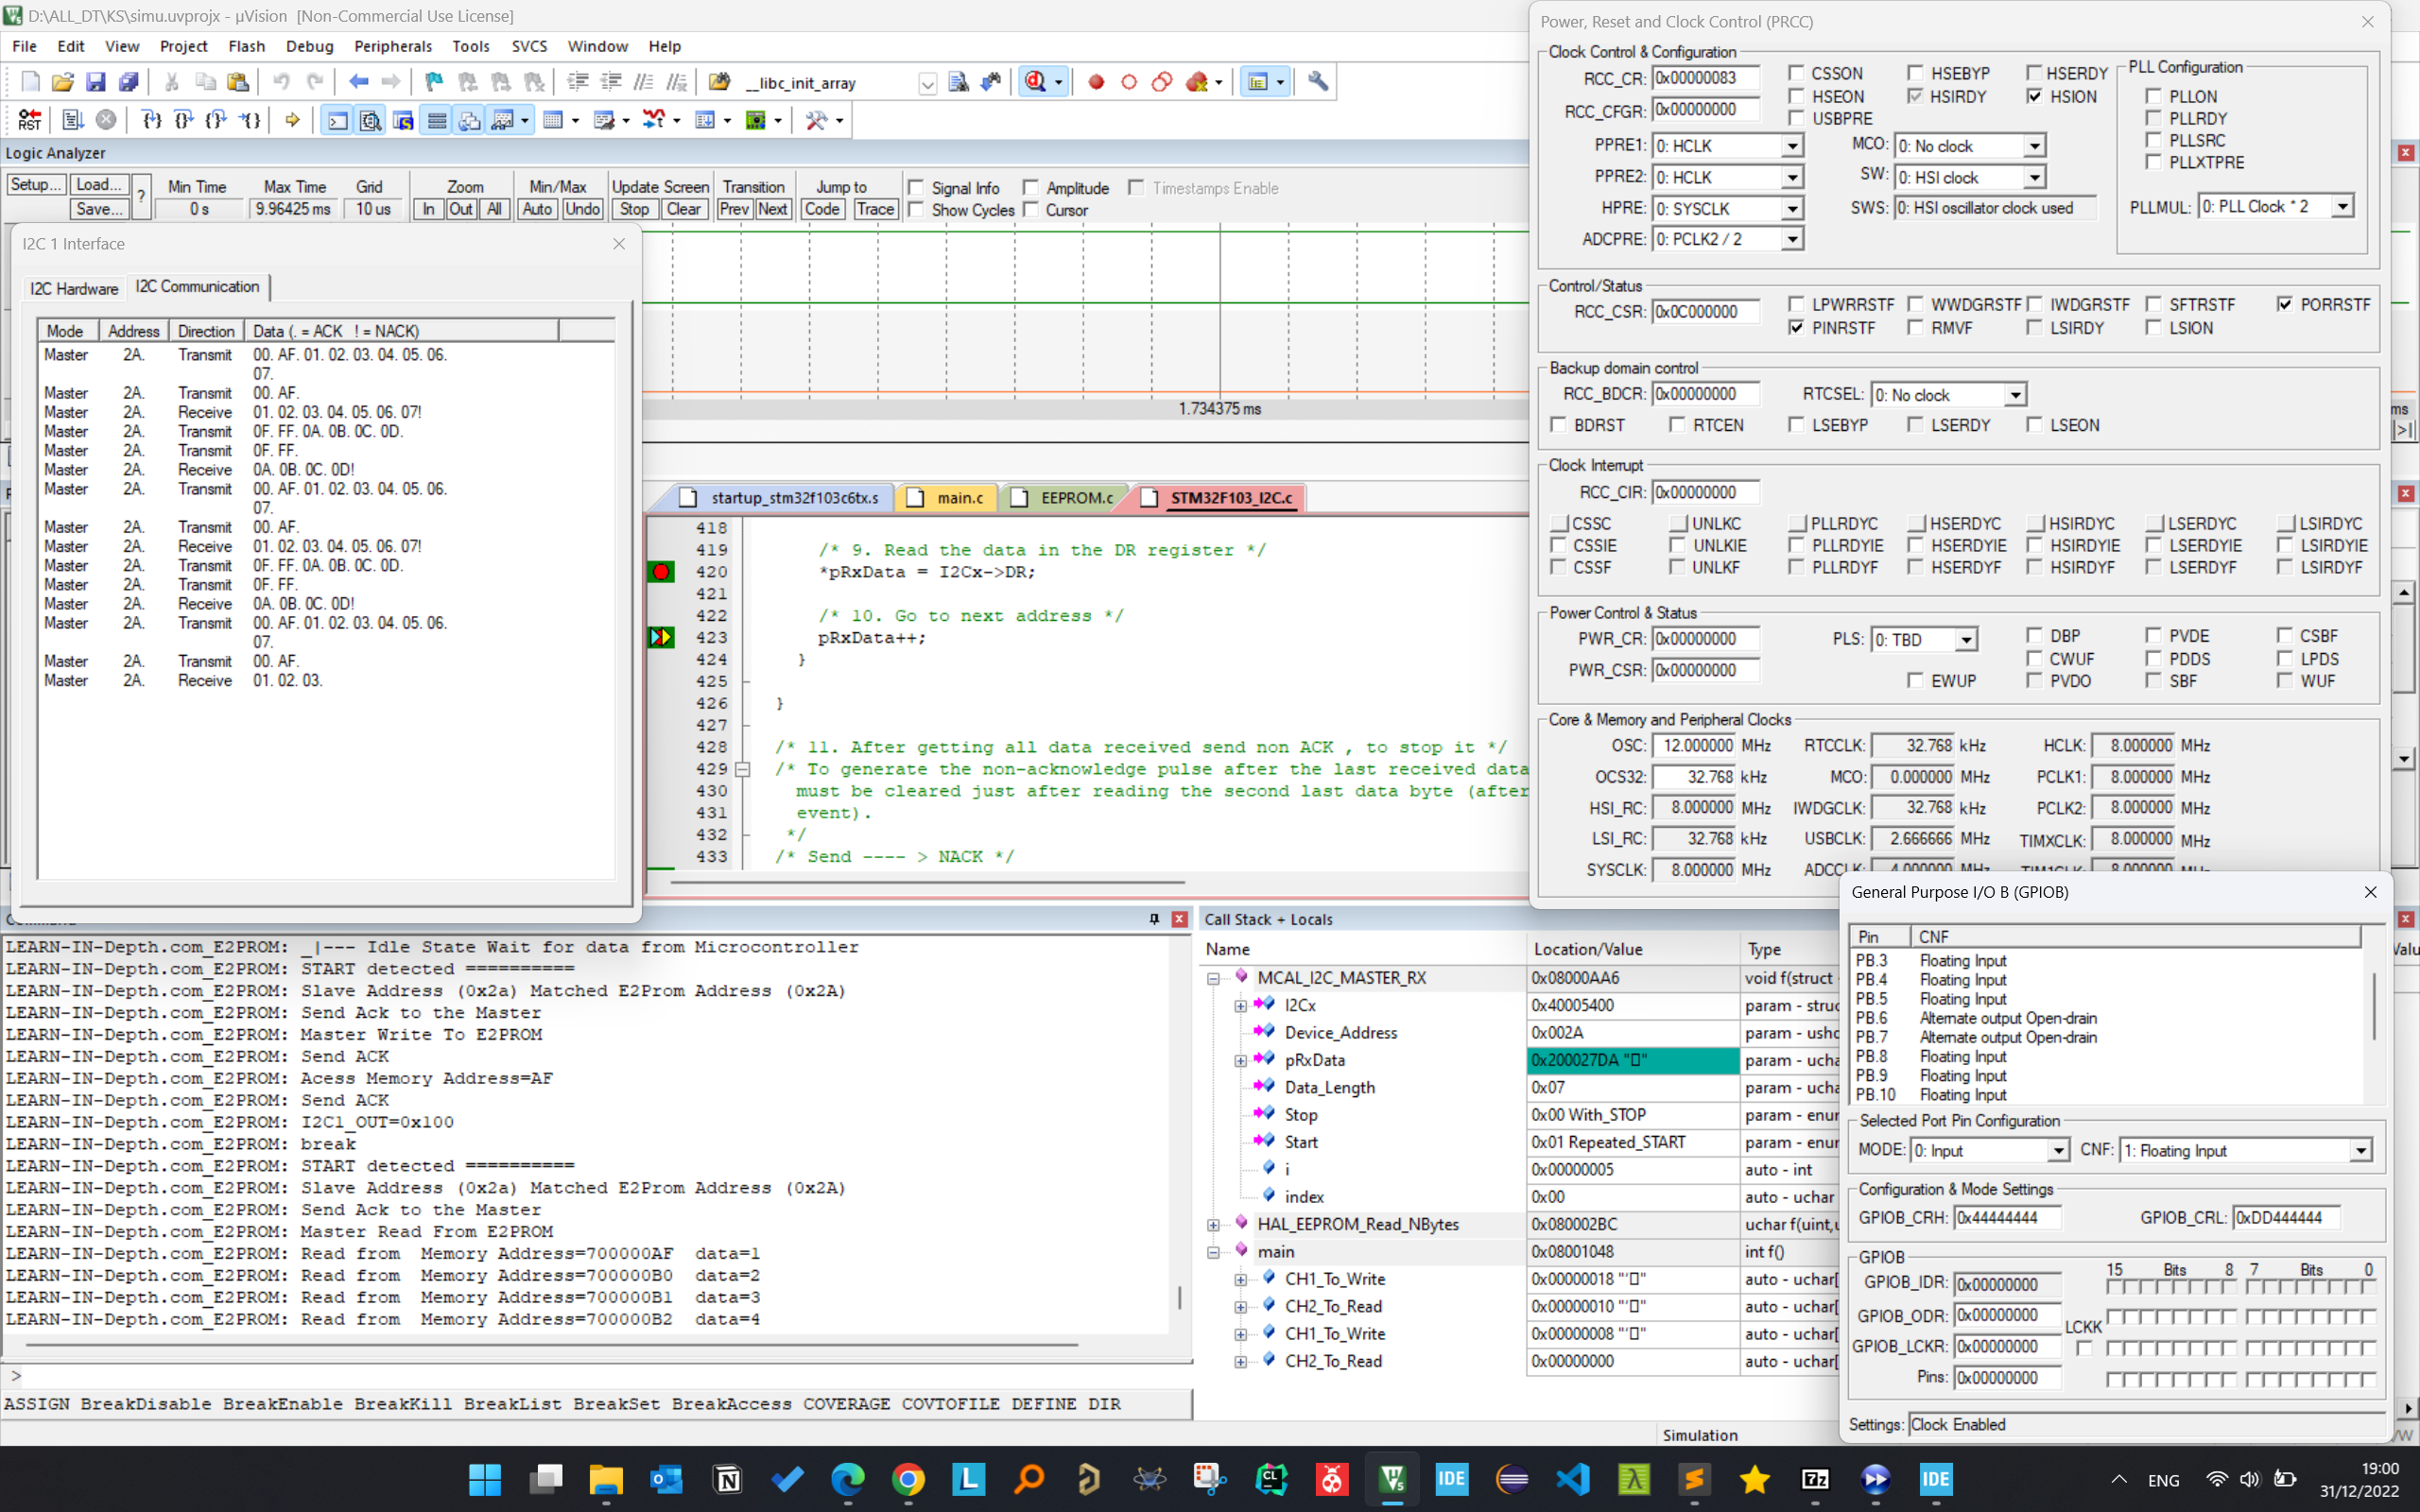 D:\ALL_DT\KS\simu.uvprojx - µVision [Non-Commercial Use License]
File Edit View Project Flash Debug Peripherals Tools SVCS Window Help
__libc_init_array
RST
Logic Analyzer
Setup... Load... Save... ?
Min Time Max Time Grid Zoom Min/Max Update Screen Transition Jump to
0 s 9.96425 ms 10 us In Out All Auto Undo Stop Clear Prev Next Code Trace
Signal Info Amplitude Timestamps Enable
Show Cycles Cursor
1.734375 ms
ms
I2C 1 Interface
I2C Hardware I2C Communication
Mode Address Direction Data (. = ACK ! = NACK)
Master 2A. Transmit 00. AF. 01. 02. 03. 04. 05. 06.
07.
Master 2A. Transmit 00. AF.
Master 2A. Receive 01. 02. 03. 04. 05. 06. 07!
Master 2A. Transmit 0F. FF. 0A. 0B. 0C. 0D.
Master 2A. Transmit 0F. FF.
Master 2A. Receive 0A. 0B. 0C. 0D!
Master 2A. Transmit 00. AF. 01. 02. 03. 04. 05. 06.
07.
Master 2A. Transmit 00. AF.
Master 2A. Receive 01. 02. 03. 04. 05. 06. 07!
Master 2A. Transmit 0F. FF. 0A. 0B. 0C. 0D.
Master 2A. Transmit 0F. FF.
Master 2A. Receive 0A. 0B. 0C. 0D!
Master 2A. Transmit 00. AF. 01. 02. 03. 04. 05. 06.
07.
Master 2A. Transmit 00. AF.
Master 2A. Receive 01. 02. 03.
startup_stm32f103c6tx.s main.c EEPROM.c STM32F103_I2C.c
418
419 /* 9. Read the data in the DR register */
420 *pRxData = I2Cx->DR;
421
422 /* 10. Go to next address */
423 pRxData++;
424 }
425
426 }
427
428 /* 11. After getting all data received send non ACK , to stop it */
429 /* To generate the non-acknowledge pulse after the last received data
430 must be cleared just after reading the second last data byte (after
431 event).
432 */
433 /* Send ---- > NACK */
Power, Reset and Clock Control (PRCC)
Clock Control & Configuration
RCC_CR: 0x00000083 CSSON HSEBYP HSERDY
HSEON HSIRDY HSION
RCC_CFGR: 0x00000000 USBPRE
PPRE1: 0: HCLK MCO: 0: No clock
PPRE2: 0: HCLK SW: 0: HSI clock
HPRE: 0: SYSCLK SWS: 0: HSI oscillator clock used
ADCPRE: 0: PCLK2 / 2
PLL Configuration
PLLON
PLLRDY
PLLSRC
PLLXTPRE
PLLMUL: 0: PLL Clock * 2
Control/Status
RCC_CSR: 0x0C000000 LPWRRSTF WWDGRSTF IWDGRSTF SFTRSTF PORRSTF
PINRSTF RMVF LSIRDY LSION
Backup domain control
RCC_BDCR: 0x00000000 RTCSEL: 0: No clock
BDRST RTCEN LSEBYP LSERDY LSEON
Clock Interrupt
RCC_CIR: 0x00000000
CSSC UNLKC PLLRDYC HSERDYC HSIRDYC LSERDYC LSIRDYC
CSSIE UNLKIE PLLRDYIE HSERDYIE HSIRDYIE LSERDYIE LSIRDYIE
CSSF UNLKF PLLRDYF HSERDYF HSIRDYF LSERDYF LSIRDYF
Power Control & Status
PWR_CR: 0x00000000 PLS: 0: TBD DBP PVDE CSBF
CWUF PDDS LPDS
PWR_CSR: 0x00000000 EWUP PVDO SBF WUF
Core & Memory and Peripheral Clocks
OSC: 12.000000 MHz RTCCLK: 32.768 kHz HCLK: 8.000000 MHz
OCS32: 32.768 kHz MCO: 0.000000 MHz PCLK1: 8.000000 MHz
HSI_RC: 8.000000 MHz IWDGCLK: 32.768 kHz PCLK2: 8.000000 MHz
LSI_RC: 32.768 kHz USBCLK: 2.666666 MHz TIMXCLK: 8.000000 MHz
SYSCLK: 8.000000 MHz ADCCLK: 4.000000 MHz TIM1CLK: 8.000000 MHz
LEARN-IN-Depth.com_E2PROM: _|--- Idle State Wait for data from Microcontroller
LEARN-IN-Depth.com_E2PROM: START detected ==========
LEARN-IN-Depth.com_E2PROM: Slave Address (0x2a) Matched E2Prom Address (0x2A)
LEARN-IN-Depth.com_E2PROM: Send Ack to the Master
LEARN-IN-Depth.com_E2PROM: Master Write To E2PROM
LEARN-IN-Depth.com_E2PROM: Send ACK
LEARN-IN-Depth.com_E2PROM: Acess Memory Address=AF
LEARN-IN-Depth.com_E2PROM: Send ACK
LEARN-IN-Depth.com_E2PROM: I2C1_OUT=0x100
LEARN-IN-Depth.com_E2PROM: break
LEARN-IN-Depth.com_E2PROM: START detected ==========
LEARN-IN-Depth.com_E2PROM: Slave Address (0x2a) Matched E2Prom Address (0x2A)
LEARN-IN-Depth.com_E2PROM: Send Ack to the Master
LEARN-IN-Depth.com_E2PROM: Master Read From E2PROM
LEARN-IN-Depth.com_E2PROM: Read from Memory Address=700000AF data=1
LEARN-IN-Depth.com_E2PROM: Read from Memory Address=700000B0 data=2
LEARN-IN-Depth.com_E2PROM: Read from Memory Address=700000B1 data=3
LEARN-IN-Depth.com_E2PROM: Read from Memory Address=700000B2 data=4
>
ASSIGN BreakDisable BreakEnable BreakKill BreakList BreakSet BreakAccess COVERAGE COVTOFILE DEFINE DIR
Call Stack + Locals
Name Location/Value Type
MCAL_I2C_MASTER_RX 0x08000AA6 void f(struct
I2Cx 0x40005400 param - struc
Device_Address 0x002A param - usho
pRxData 0x200027DA "▯" param - ucha
Data_Length 0x07 param - ucha
Stop 0x00 With_STOP param - enur
Start 0x01 Repeated_START param - enur
i 0x00000005 auto - int
index 0x00 auto - uchar
HAL_EEPROM_Read_NBytes 0x080002BC uchar f(uint,u
main 0x08001048 int f()
CH1_To_Write 0x00000018 "‘▯" auto - uchar[
CH2_To_Read 0x00000010 "‘▯" auto - uchar[
CH1_To_Write 0x00000008 "‘▯" auto - uchar[
CH2_To_Read 0x00000000 auto - uchar[
Simulation
General Purpose I/O B (GPIOB)
Pin CNF
PB.3 Floating Input
PB.4 Floating Input
PB.5 Floating Input
PB.6 Alternate output Open-drain
PB.7 Alternate output Open-drain
PB.8 Floating Input
PB.9 Floating Input
PB.10 Floating Input
Selected Port Pin Configuration
MODE: 0: Input CNF: 1: Floating Input
Configuration & Mode Settings
GPIOB_CRH: 0x44444444 GPIOB_CRL: 0xDD444444
GPIOB
15 Bits 8 7 Bits 0
GPIOB_IDR: 0x00000000
GPIOB_ODR: 0x00000000
LCKK
GPIOB_LCKR: 0x00000000
Pins: 0x00000000
Settings: Clock Enabled
ENG
19:00
31/12/2022